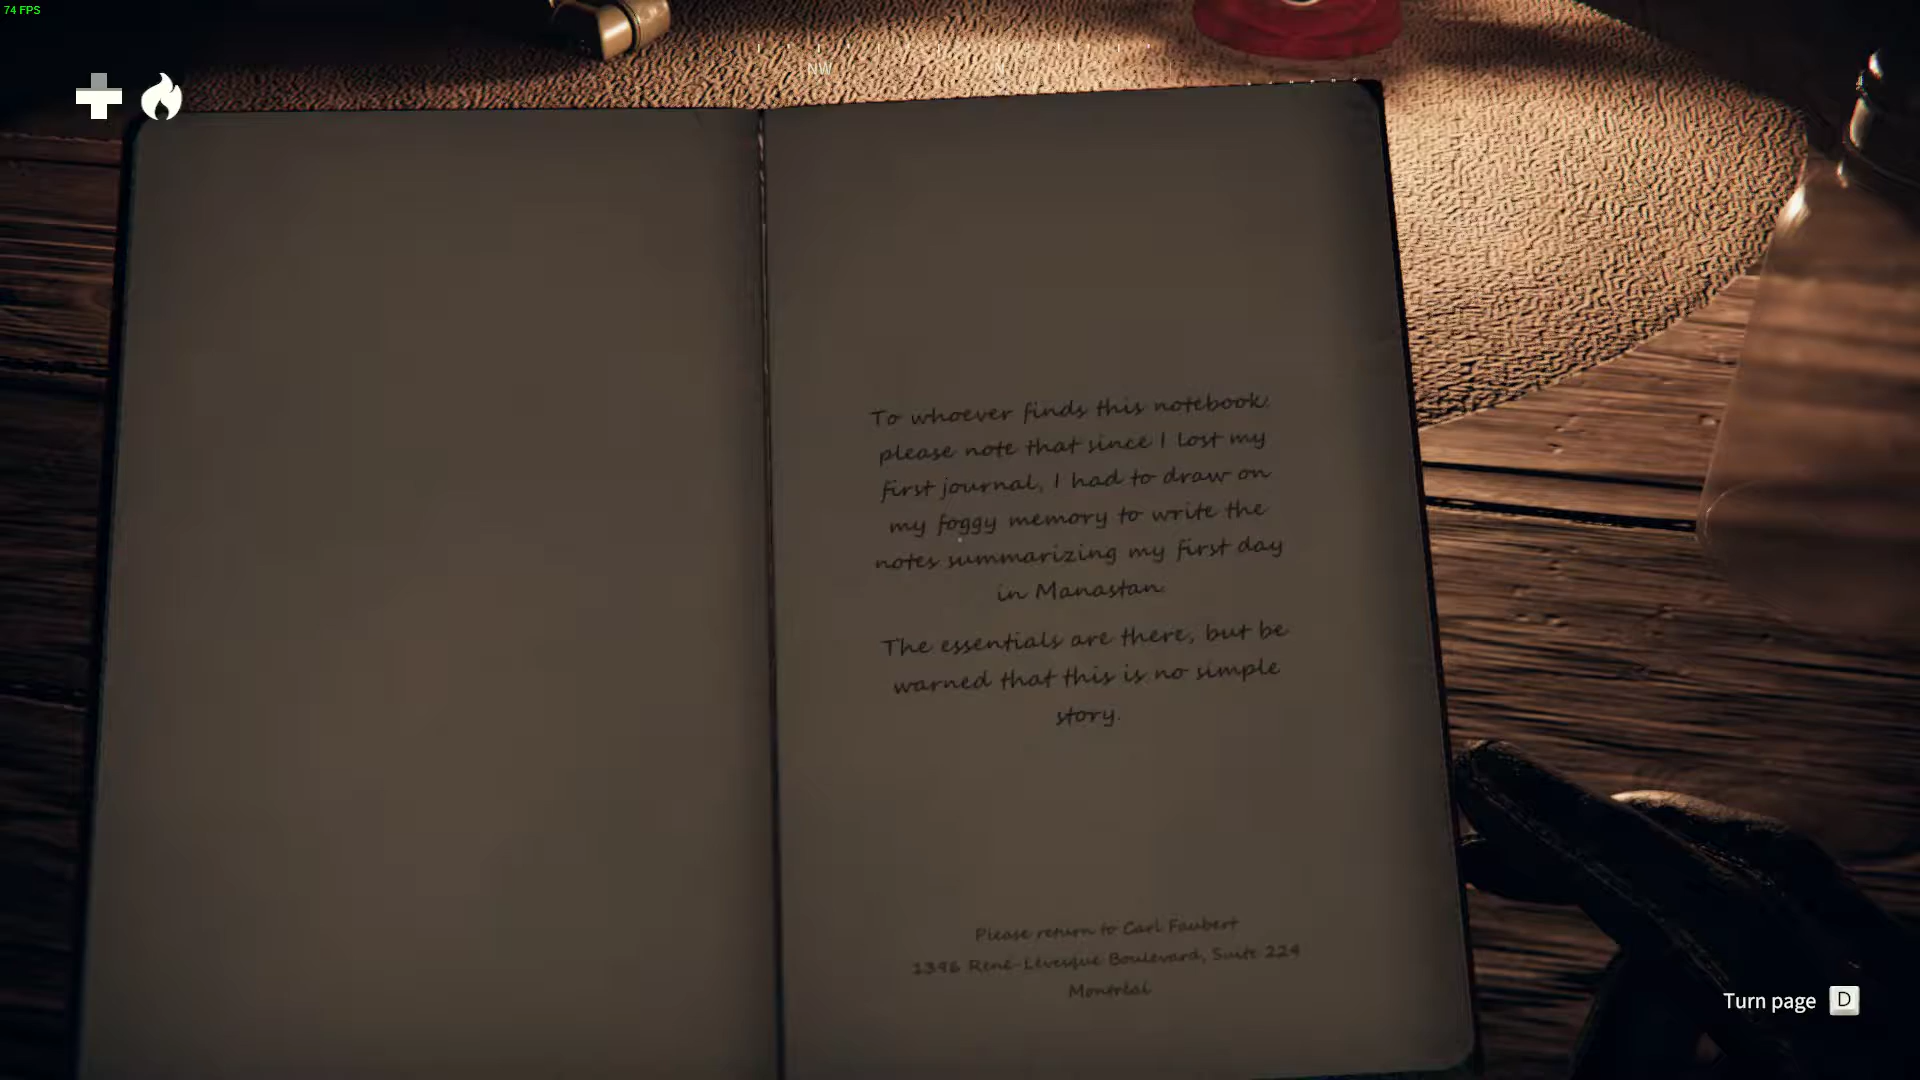 74 FPS
NW
N
To whoever finds this notebook,
please note that since I lost my
first journal, I had to draw on
my foggy memory to write the
notes summarizing my first day
in Manastan.
The essentials are there, but be
warned that this is no simple
story.
Please return to Carl Faubert
1396 René-Lévesque Boulevard, Suite 224
Montréal
Turn page D